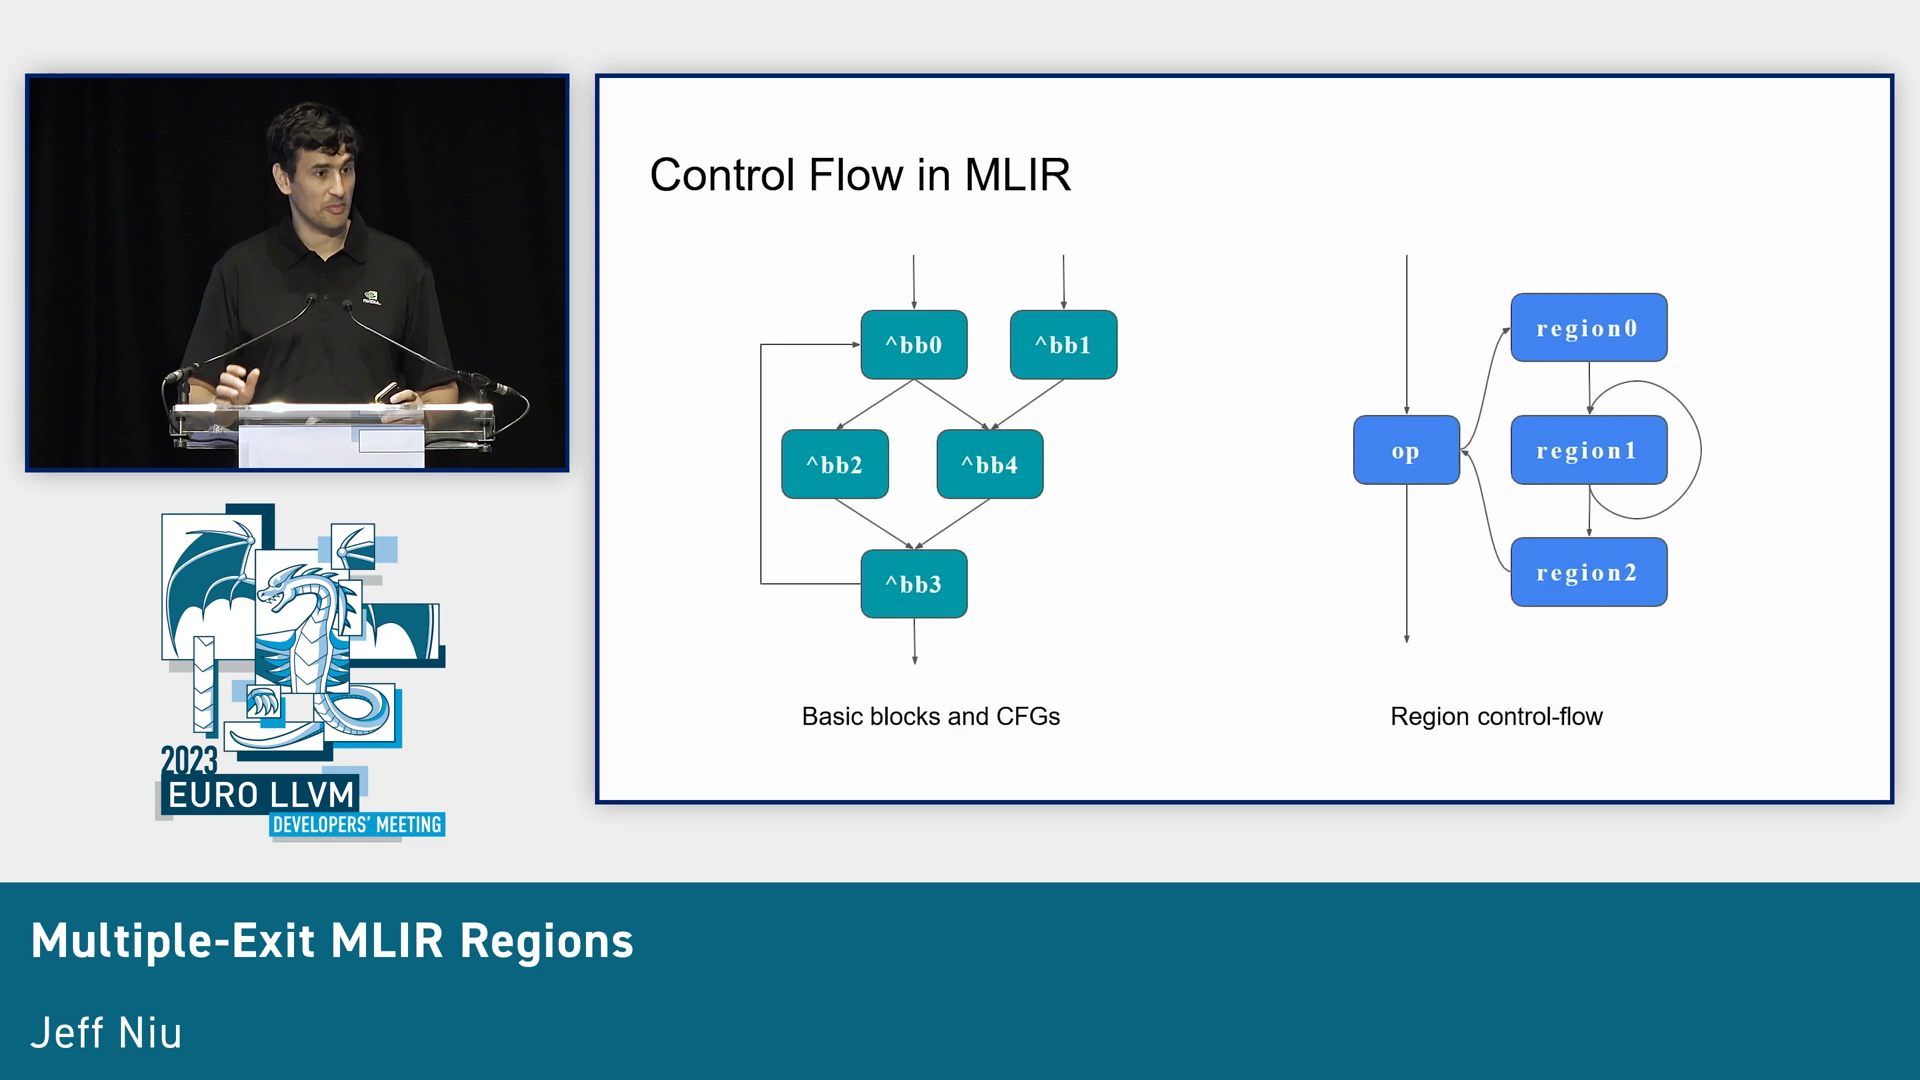 Control Flow in MLIR
^bb0
^bb1
^bb2
^bb4
^bb3
Basic blocks and CFGs
op
region0
region1
region2
Region control-flow
NVIDIA
2023
EURO LLVM
DEVELOPERS' MEETING
Multiple-Exit MLIR Regions
Jeff Niu